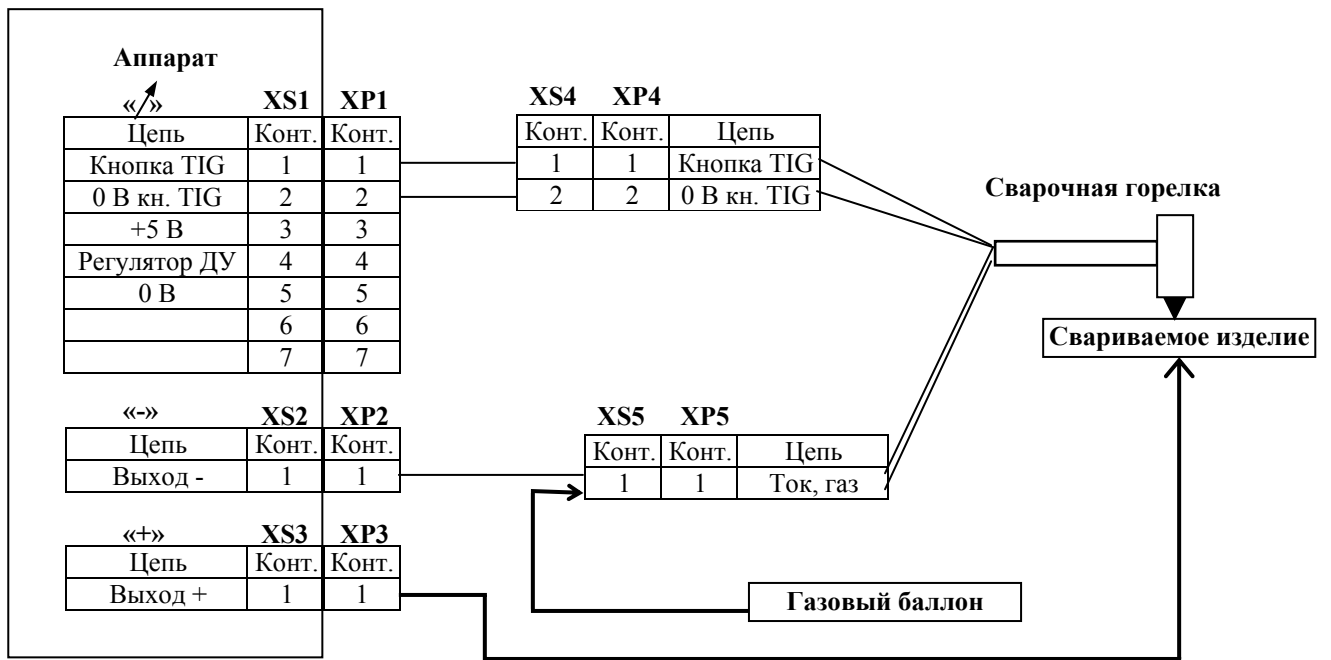 Аппарат
«/» XS1 XP1
Цепь Конт. Конт.
Кнопка TIG 1 1
0 В кн. TIG 2 2
+5 В 3 3
Регулятор ДУ 4 4
0 В 5 5
6 6
7 7
XS4 XP4
Конт. Конт. Цепь
1 1 Кнопка TIG
2 2 0 В кн. TIG
Сварочная горелка
Свариваемое изделие
«-» XS2 XP2
Цепь Конт. Конт.
Выход - 1 1
XS5 XP5
Конт. Конт. Цепь
1 1 Ток, газ
«+» XS3 XP3
Цепь Конт. Конт.
Выход + 1 1
Газовый баллон